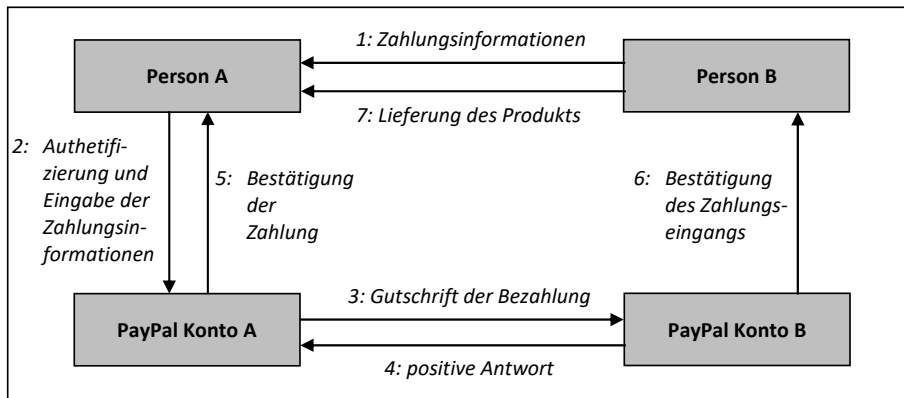 1: Zahlungsinformationen
Person A
Person B
7: Lieferung des Produkts
2: Authetifi-
zierung und
Eingabe der
Zahlungsin-
formationen
5: Bestätigung
der
Zahlung
6: Bestätigung
des Zahlungs-
eingangs
3: Gutschrift der Bezahlung
PayPal Konto A
PayPal Konto B
4: positive Antwort